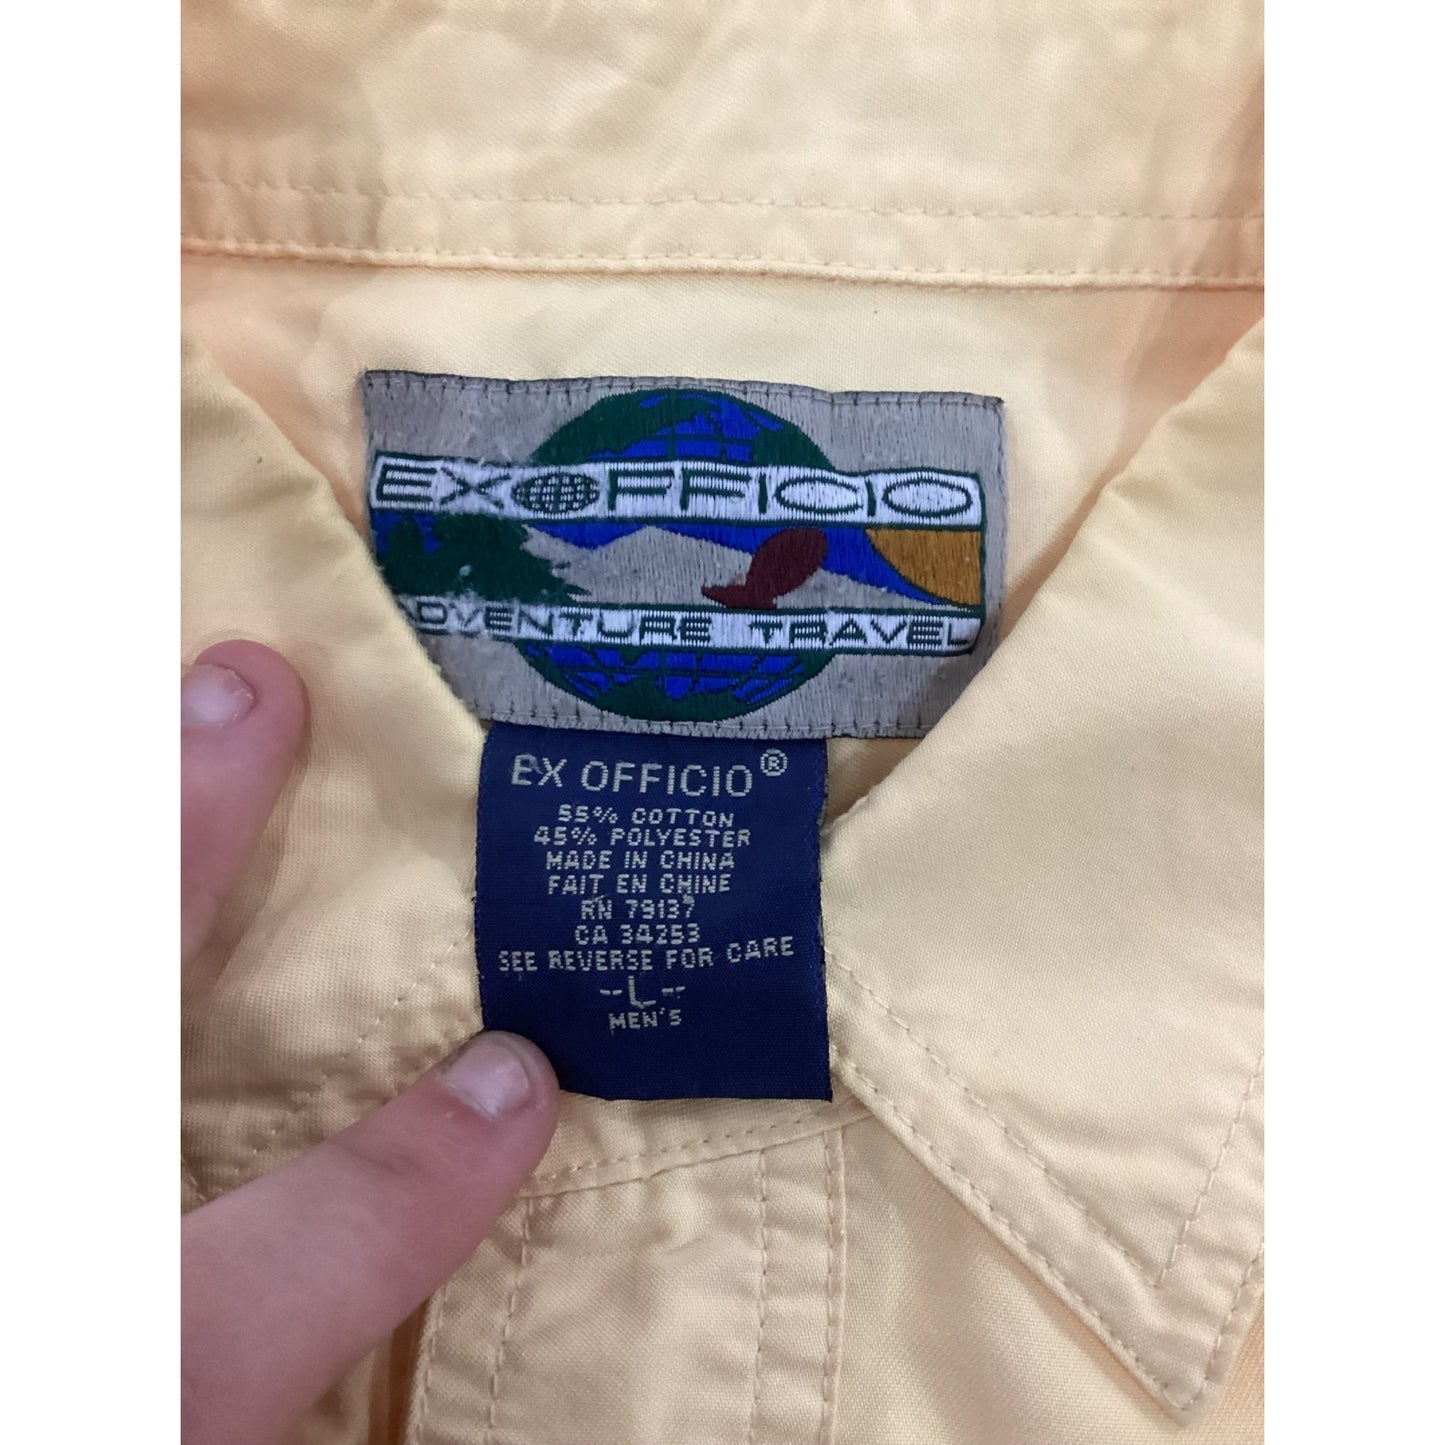 EXOFFICIO
ADVENTURE TRAVEL
EX OFFICIO®
55% COTTON
45% POLYESTER
MADE IN CHINA
FAIT EN CHINE
RN 79137
CA 34253
SEE REVERSE FOR CARE
--L--
MEN'S